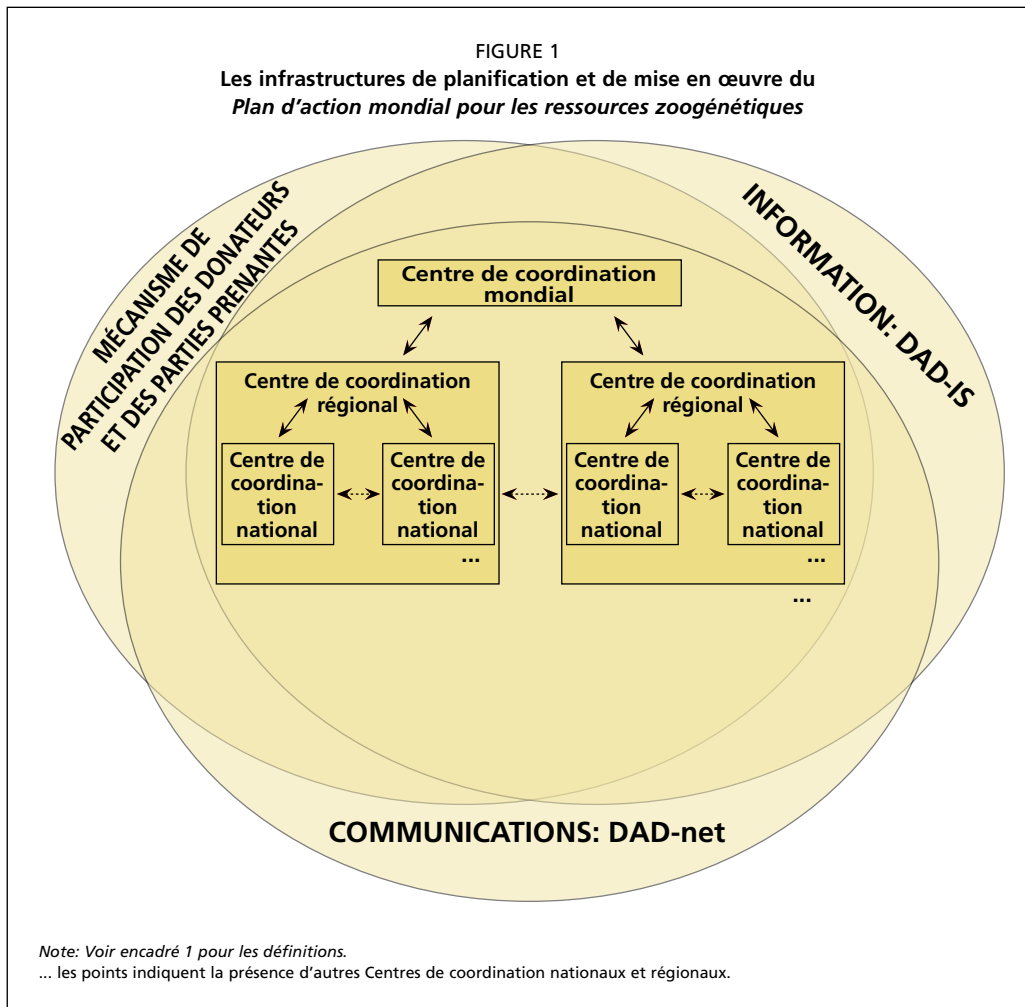 FIGURE 1
Les infrastructures de planification et de mise en œuvre du
Plan d’action mondial pour les ressources zoogénétiques
MÉCANISME DE
PARTICIPATION DES DONATEURS
ET DES PARTIES PRENANTES
INFORMATION: DAD-IS
Centre de coordination
mondial
Centre de coordination
régional
Centre de
coordina-
tion
national
Centre de
coordina-
tion
national
...
Centre de coordination
régional
Centre de
coordina-
tion
national
Centre de
coordina-
tion
national
...
...
COMMUNICATIONS: DAD-net
Note: Voir encadré 1 pour les définitions.
... les points indiquent la présence d’autres Centres de coordination nationaux et régionaux.